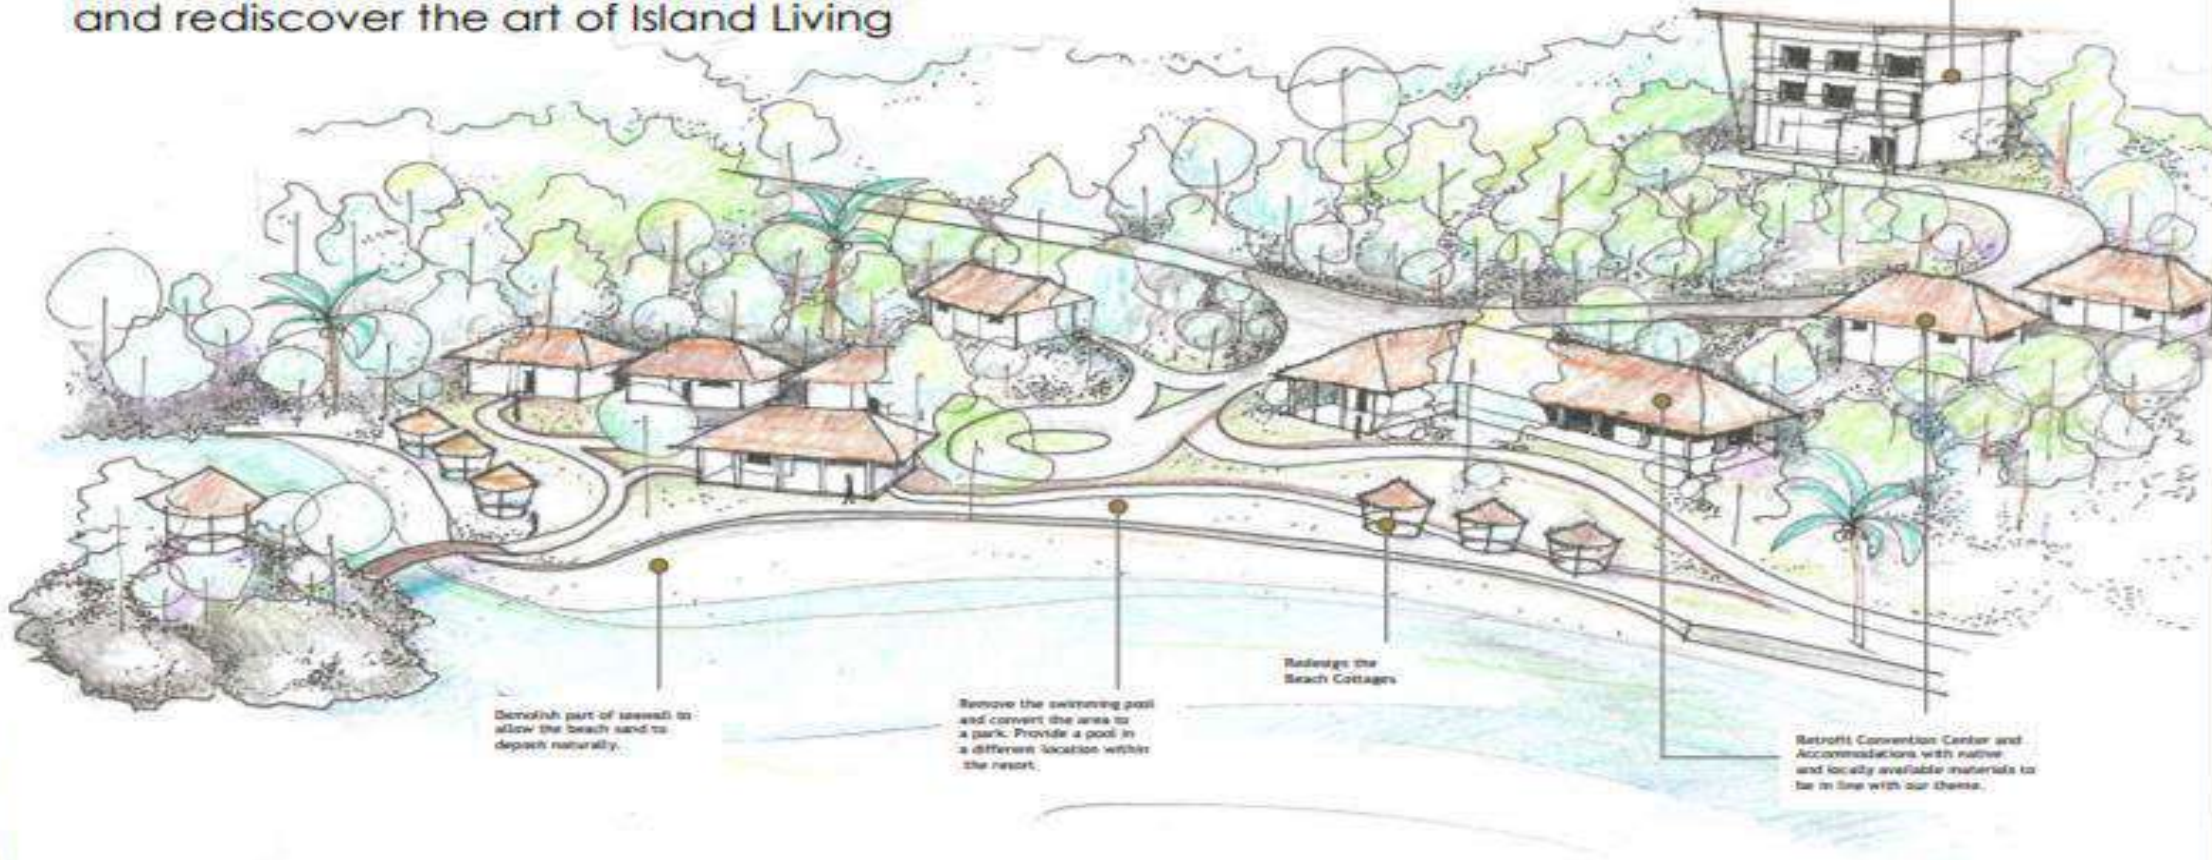 and rediscover the art of Island Living
Redesign the
Beach Cottages
Demolish part of seawall to
allow the beach sand to
deposit naturally.
Remove the swimming pool
and convert the area to
a park. Provide a pool in
a different location within
the resort.
Retrofit Convention Center and
Accommodations with native
and locally available materials to
be in line with our theme.